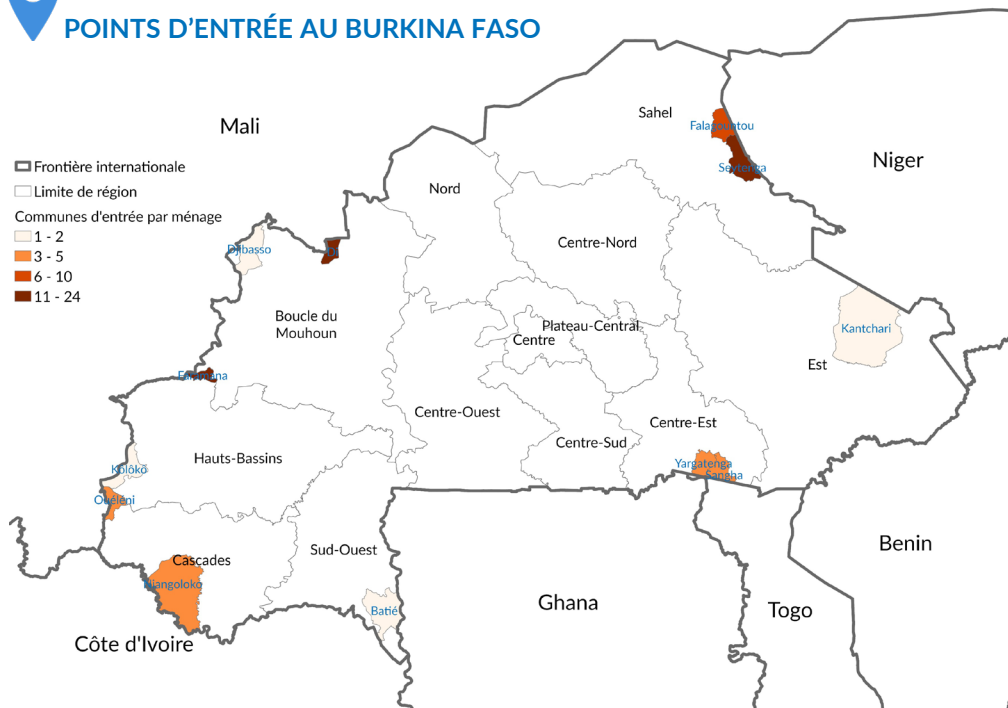 POINTS D’ENTRÉE AU BURKINA FASO
Mali
Niger
Sahel
Falagountou
Seytenga
Frontière internationale
Limite de région
Communes d'entrée par ménage
1 - 2
3 - 5
6 - 10
11 - 24
Nord
Centre-Nord
Djibasso
Boucle du
Mouhoun
Plateau-Central
Centre
Kantchari
Est
Faramana
Centre-Ouest
Centre-Est
Centre-Sud
Hauts-Bassins
Kolôkô
Yargatenga
Sangha
Ouéléni
Sud-Ouest
Cascades
Niangoloko
Batié
Benin
Ghana
Togo
Côte d'Ivoire